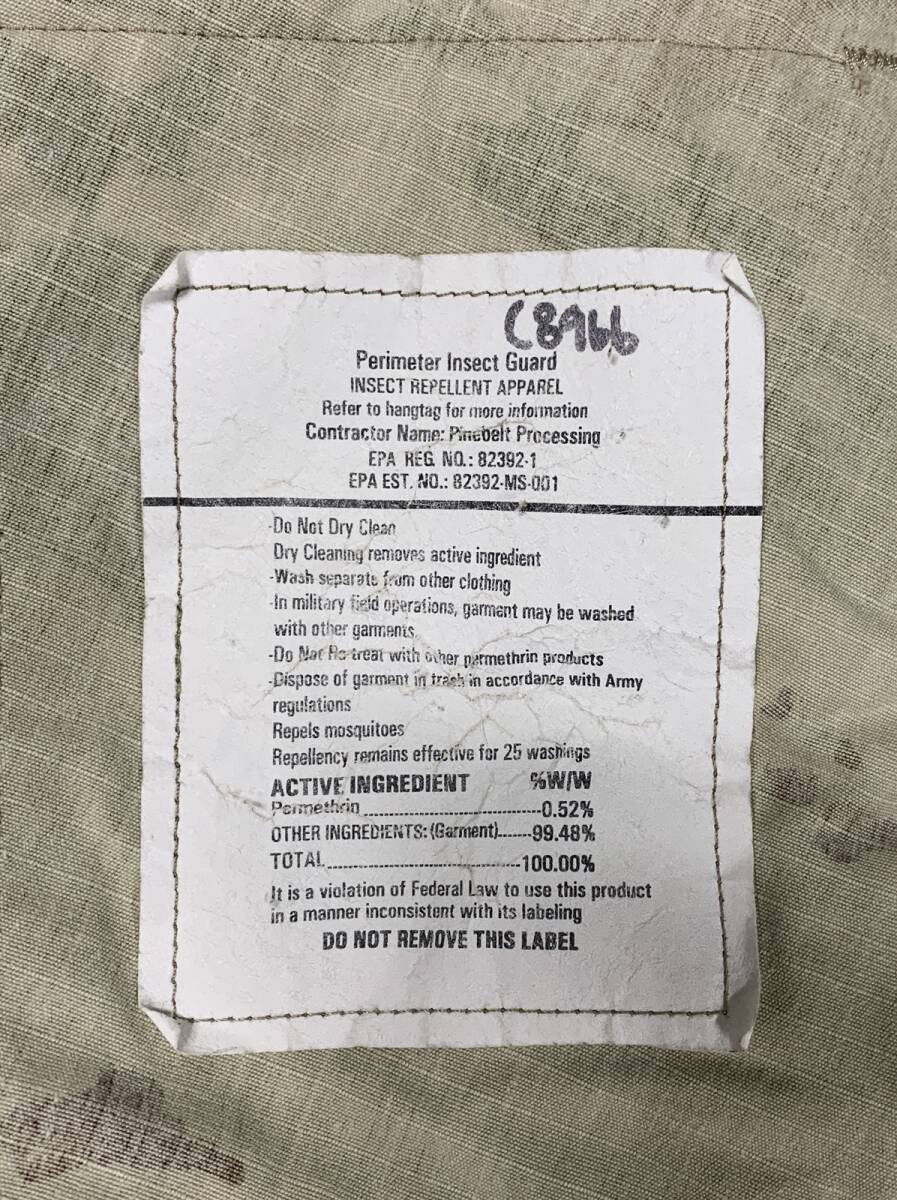 C8966
Perimeter Insect Guard
INSECT REPELLENT APPAREL
Refer to hangtag for more information
Contractor Name: Pinebelt Processing
EPA REG. NO.: 82392-1
EPA EST. NO.: 82392-MS-001
-Do Not Dry Clean
Dry Cleaning removes active ingredient
-Wash separate from other clothing
-In military field operations, garment may be washed
with other garments.
-Do Not Re-treat with other permethrin products
-Dispose of garment in trash in accordance with Army
regulations
Repels mosquitoes
Repellency remains effective for 25 washings
ACTIVE INGREDIENT %W/W
Permethrin ..............................0.52%
OTHER INGREDIENTS: (Garment).......99.48%
TOTAL.................................100.00%
It is a violation of Federal Law to use this product
in a manner inconsistent with its labeling
DO NOT REMOVE THIS LABEL